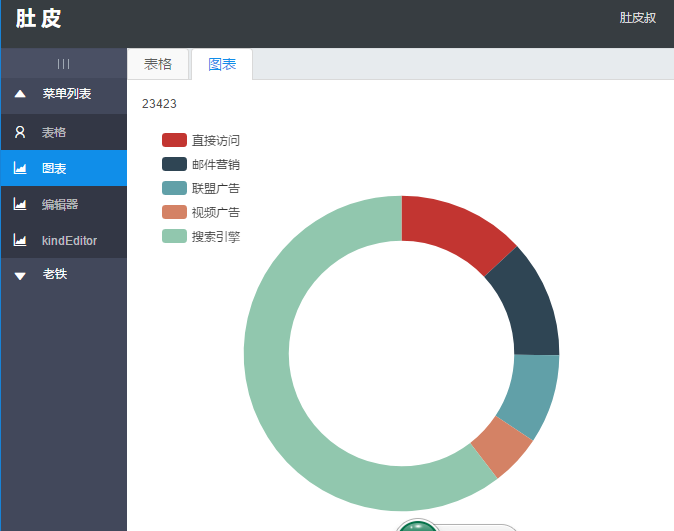 肚皮
肚皮叔
菜单列表
表格
图表
编辑器
kindEditor
老铁
表格
图表
23423
直接访问
邮件营销
联盟广告
视频广告
搜索引擎